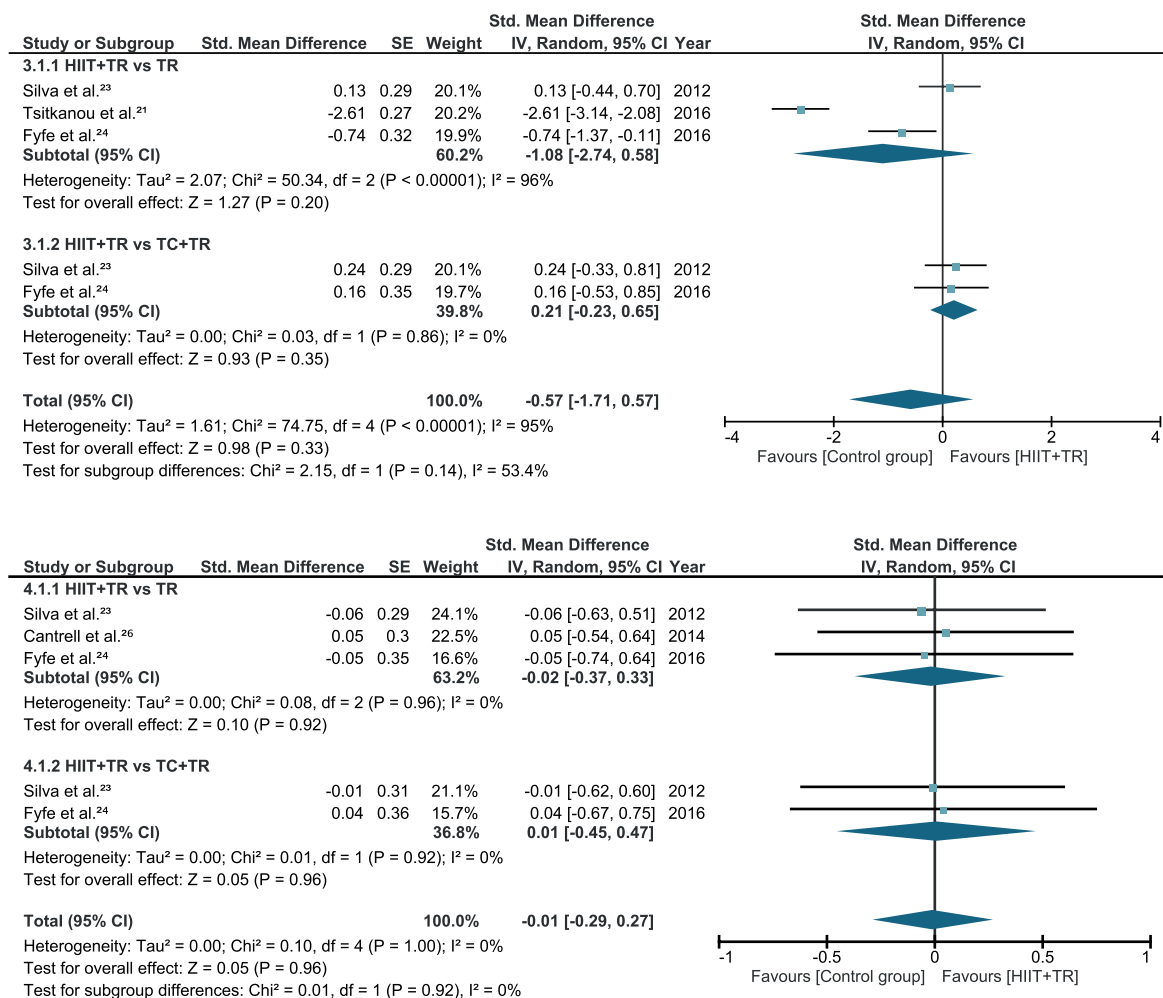 Std. Mean Difference Std. Mean Difference
Study or Subgroup Std. Mean Difference SE Weight IV, Random, 95% CI Year IV, Random, 95% CI
3.1.1 HIIT+TR vs TR
Silva et al.²³ 0.13 0.29 20.1% 0.13 [-0.44, 0.70] 2012
Tsitkanou et al.²¹ -2.61 0.27 20.2% -2.61 [-3.14, -2.08] 2016
Fyfe et al.²⁴ -0.74 0.32 19.9% -0.74 [-1.37, -0.11] 2016
Subtotal (95% CI) 60.2% -1.08 [-2.74, 0.58]
Heterogeneity: Tau² = 2.07; Chi² = 50.34, df = 2 (P < 0.00001); I² = 96%
Test for overall effect: Z = 1.27 (P = 0.20)
3.1.2 HIIT+TR vs TC+TR
Silva et al.²³ 0.24 0.29 20.1% 0.24 [-0.33, 0.81] 2012
Fyfe et al.²⁴ 0.16 0.35 19.7% 0.16 [-0.53, 0.85] 2016
Subtotal (95% CI) 39.8% 0.21 [-0.23, 0.65]
Heterogeneity: Tau² = 0.00; Chi² = 0.03, df = 1 (P = 0.86); I² = 0%
Test for overall effect: Z = 0.93 (P = 0.35)
Total (95% CI) 100.0% -0.57 [-1.71, 0.57]
Heterogeneity: Tau² = 1.61; Chi² = 74.75, df = 4 (P < 0.00001); I² = 95%
Test for overall effect: Z = 0.98 (P = 0.33)
Test for subgroup differences: Chi² = 2.15, df = 1 (P = 0.14), I² = 53.4%
-4 -2 0 2 4
Favours [Control group] Favours [HIIT+TR]
Std. Mean Difference Std. Mean Difference
Study or Subgroup Std. Mean Difference SE Weight IV, Random, 95% CI Year IV, Random, 95% CI
4.1.1 HIIT+TR vs TR
Silva et al.²³ -0.06 0.29 24.1% -0.06 [-0.63, 0.51] 2012
Cantrell et al.²⁶ 0.05 0.3 22.5% 0.05 [-0.54, 0.64] 2014
Fyfe et al.²⁴ -0.05 0.35 16.6% -0.05 [-0.74, 0.64] 2016
Subtotal (95% CI) 63.2% -0.02 [-0.37, 0.33]
Heterogeneity: Tau² = 0.00; Chi² = 0.08, df = 2 (P = 0.96); I² = 0%
Test for overall effect: Z = 0.10 (P = 0.92)
4.1.2 HIIT+TR vs TC+TR
Silva et al.²³ -0.01 0.31 21.1% -0.01 [-0.62, 0.60] 2012
Fyfe et al.²⁴ 0.04 0.36 15.7% 0.04 [-0.67, 0.75] 2016
Subtotal (95% CI) 36.8% 0.01 [-0.45, 0.47]
Heterogeneity: Tau² = 0.00; Chi² = 0.01, df = 1 (P = 0.92); I² = 0%
Test for overall effect: Z = 0.05 (P = 0.96)
Total (95% CI) 100.0% -0.01 [-0.29, 0.27]
Heterogeneity: Tau² = 0.00; Chi² = 0.10, df = 4 (P = 1.00); I² = 0%
Test for overall effect: Z = 0.05 (P = 0.96)
Test for subgroup differences: Chi² = 0.01, df = 1 (P = 0.92), I² = 0%
-1 -0.5 0 0.5 1
Favours [Control group] Favours [HIIT+TR]